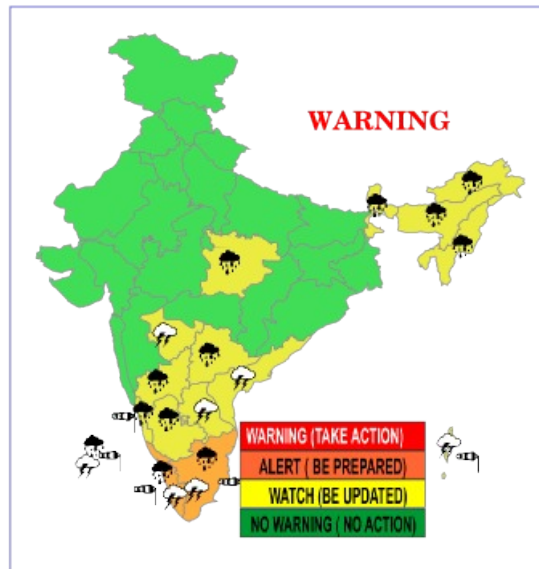 WARNING
WARNING (TAKE ACTION)
ALERT ( BE PREPARED)
WATCH (BE UPDATED)
NO WARNING ( NO ACTION)